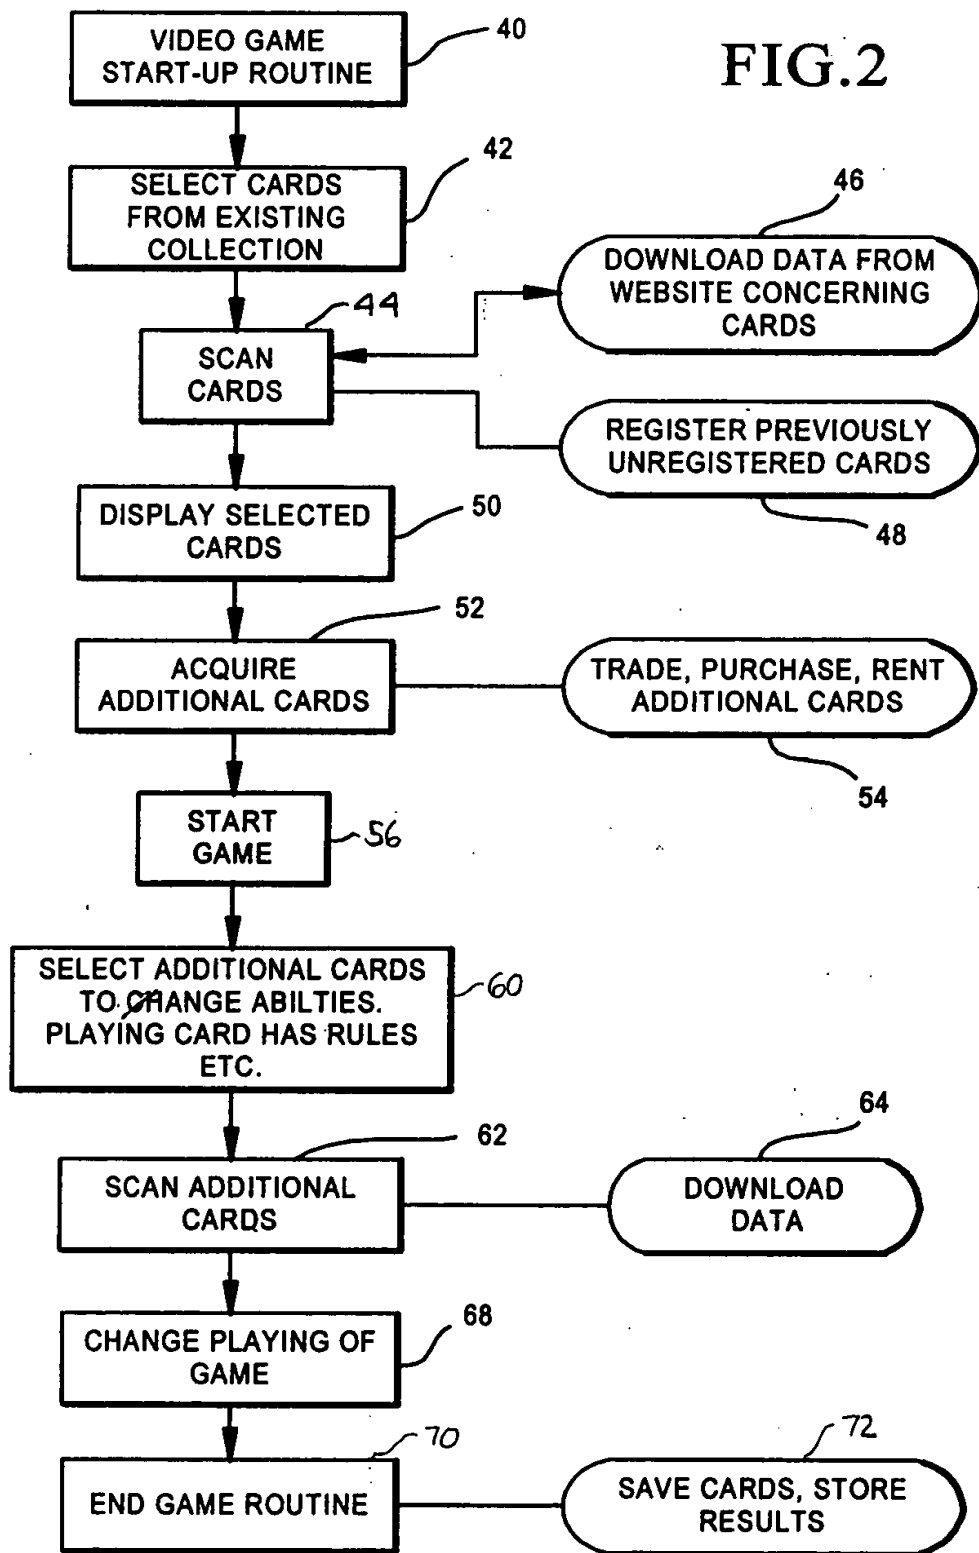 FIG.2
VIDEO GAME
START-UP ROUTINE
40
SELECT CARDS
FROM EXISTING
COLLECTION
42
SCAN
CARDS
44
DOWNLOAD DATA FROM
WEBSITE CONCERNING
CARDS
46
REGISTER PREVIOUSLY
UNREGISTERED CARDS
48
DISPLAY SELECTED
CARDS
50
ACQUIRE
ADDITIONAL CARDS
52
TRADE, PURCHASE, RENT
ADDITIONAL CARDS
54
START
GAME
56
SELECT ADDITIONAL CARDS
TO CHANGE ABILTIES.
PLAYING CARD HAS RULES
ETC.
60
SCAN ADDITIONAL
CARDS
62
DOWNLOAD
DATA
64
CHANGE PLAYING OF
GAME
68
END GAME ROUTINE
70
SAVE CARDS, STORE
RESULTS
72